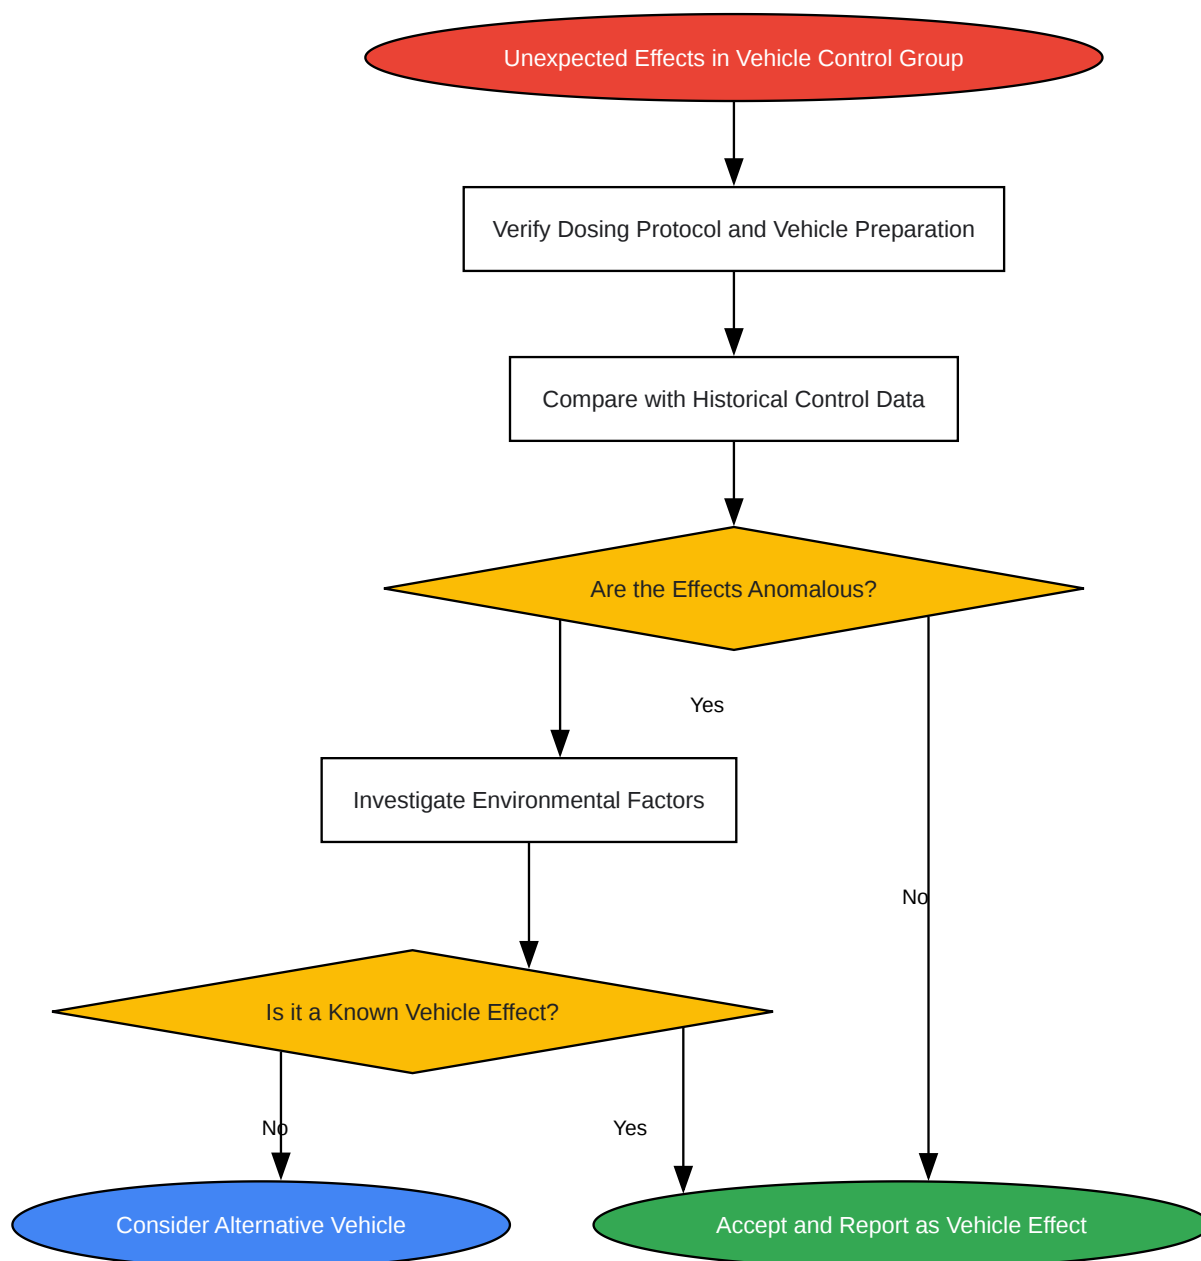 Unexpected Effects in Vehicle Control Group
Verify Dosing Protocol and Vehicle Preparation
Compare with Historical Control Data
Are the Effects Anomalous?
Yes
Investigate Environmental Factors
No
Is it a Known Vehicle Effect?
No
Yes
Consider Alternative Vehicle
Accept and Report as Vehicle Effect